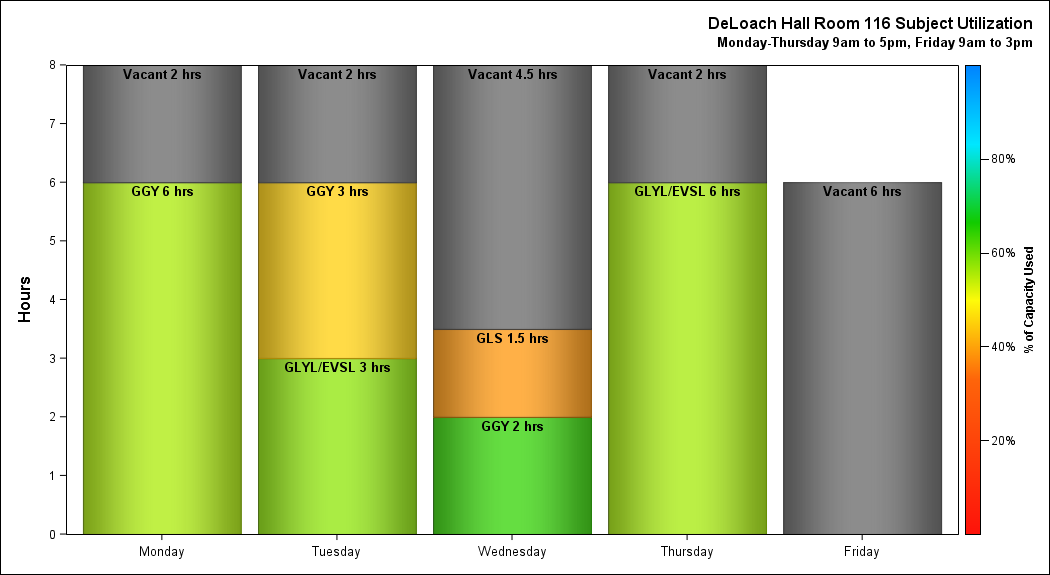 DeLoach Hall Room 116 Subject Utilization
Monday-Thursday 9am to 5pm, Friday 9am to 3pm
8
7
6
5
4
3
2
1
0
Hours
Vacant 2 hrs
GGY 6 hrs
Vacant 2 hrs
GGY 3 hrs
GLYL/EVSL 3 hrs
Vacant 4.5 hrs
GLS 1.5 hrs
GGY 2 hrs
Vacant 2 hrs
GLYL/EVSL 6 hrs
Vacant 6 hrs
Monday
Tuesday
Wednesday
Thursday
Friday
80%
60%
40%
20%
% of Capacity Used